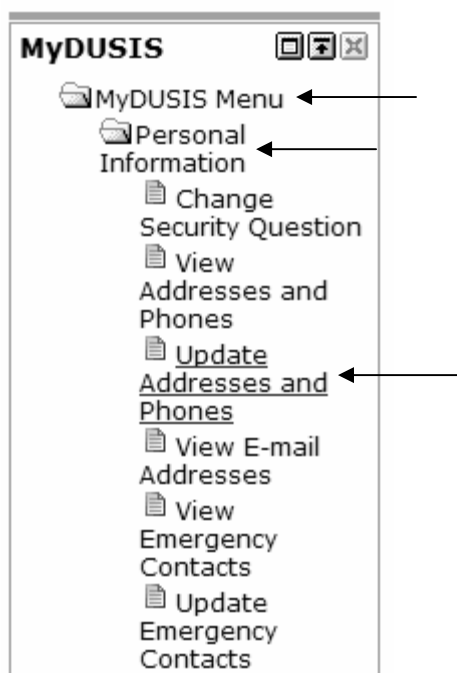 MyDUSIS
MyDUSIS Menu
Personal
Information
Change
Security Question
View
Addresses and
Phones
Update
Addresses and
Phones
View E-mail
Addresses
View
Emergency
Contacts
Update
Emergency
Contacts